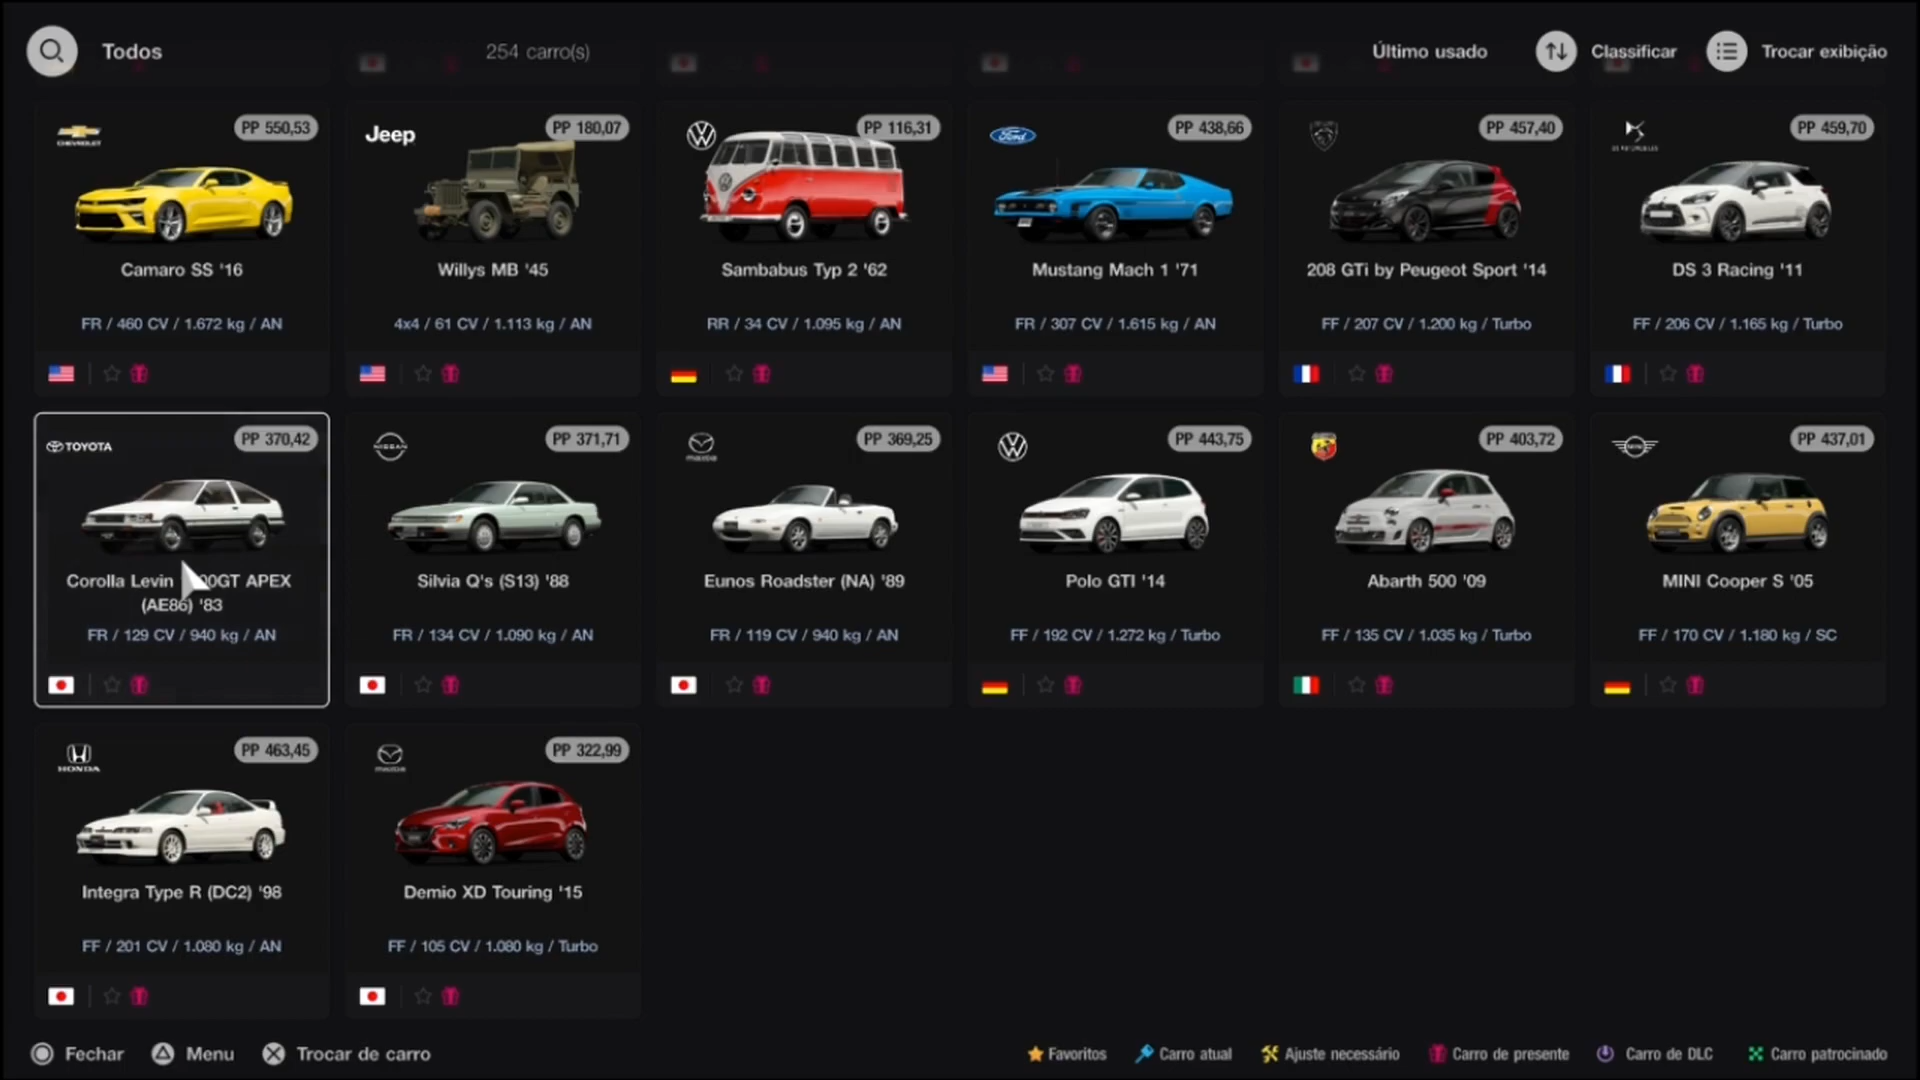 Todos
254 carro(s)
Último usado
Classificar
Trocar exibição
CHEVROLET
PP 550,53
Camaro SS '16
FR / 460 CV / 1.672 kg / AN
Jeep
PP 180,07
Willys MB '45
4x4 / 61 CV / 1.113 kg / AN
PP 116,31
Sambabus Typ 2 '62
RR / 34 CV / 1.095 kg / AN
Ford
PP 438,66
Mustang Mach 1 '71
FR / 307 CV / 1.615 kg / AN
PP 457,40
208 GTi by Peugeot Sport '14
FF / 207 CV / 1.200 kg / Turbo
DS AUTOMOBILES
PP 459,70
DS 3 Racing '11
FF / 206 CV / 1.165 kg / Turbo
TOYOTA
PP 370,42
Corolla Levin 00GT APEX
(AE86) '83
FR / 129 CV / 940 kg / AN
NISSAN
PP 371,71
Silvia Q's (S13) '88
FR / 134 CV / 1.090 kg / AN
mazda
PP 369,25
Eunos Roadster (NA) '89
FR / 119 CV / 940 kg / AN
PP 443,75
Polo GTI '14
FF / 192 CV / 1.272 kg / Turbo
PP 403,72
Abarth 500 '09
FF / 135 CV / 1.035 kg / Turbo
MINI
PP 437,01
MINI Cooper S '05
FF / 170 CV / 1.180 kg / SC
HONDA
PP 463,45
Integra Type R (DC2) '98
FF / 201 CV / 1.080 kg / AN
mazda
PP 322,99
Demio XD Touring '15
FF / 105 CV / 1.080 kg / Turbo
Fechar
Menu
Trocar de carro
Favoritos
Carro atual
Ajuste necessário
Carro de presente
Carro de DLC
Carro patrocinado